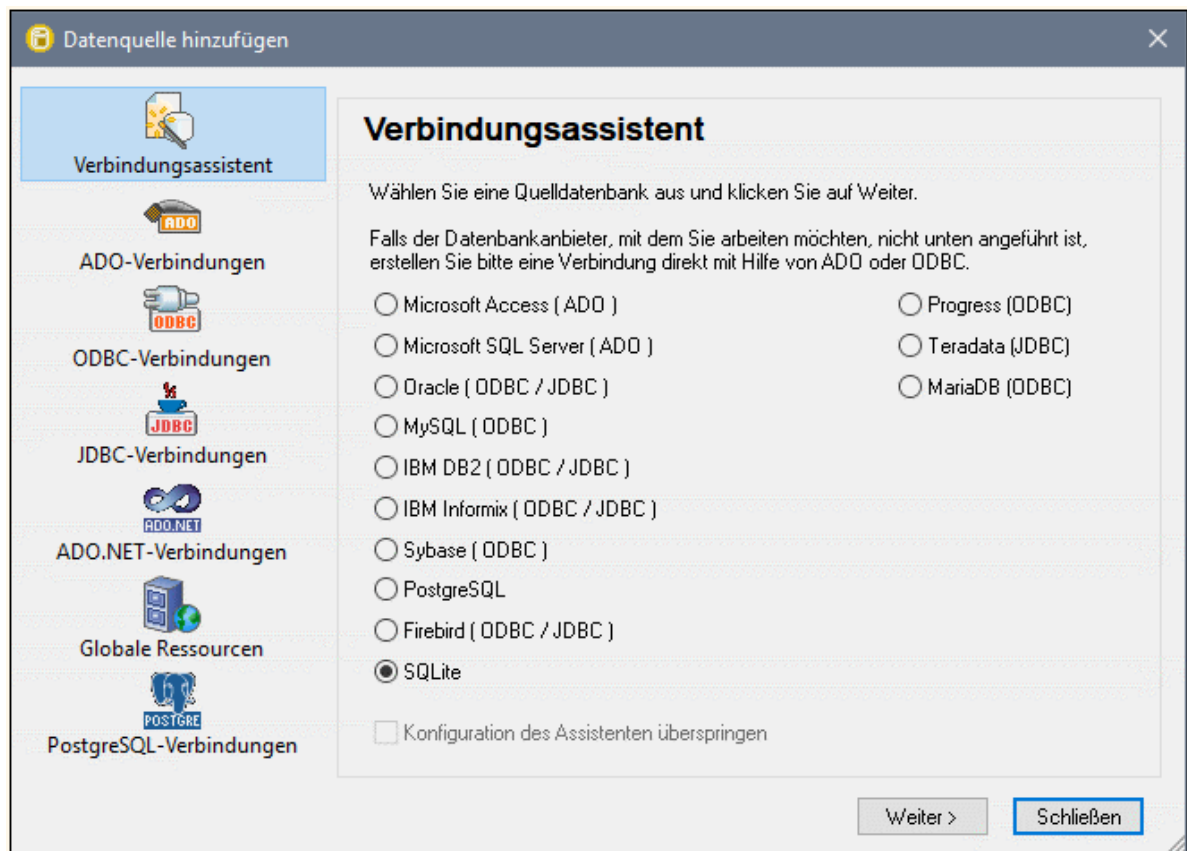 Datenquelle hinzufügen
Verbindungsassistent
ADO
ADO-Verbindungen
ODBC
ODBC-Verbindungen
JDBC
JDBC-Verbindungen
ADO.NET
ADO.NET-Verbindungen
Globale Ressourcen
POSTGRE
PostgreSQL-Verbindungen
Verbindungsassistent
Wählen Sie eine Quelldatenbank aus und klicken Sie auf Weiter.
Falls der Datenbankanbieter, mit dem Sie arbeiten möchten, nicht unten angeführt ist,
erstellen Sie bitte eine Verbindung direkt mit Hilfe von ADO oder ODBC.
Microsoft Access ( ADO )
Microsoft SQL Server ( ADO )
Oracle ( ODBC / JDBC )
MySQL ( ODBC )
IBM DB2 ( ODBC / JDBC )
IBM Informix ( ODBC / JDBC )
Sybase ( ODBC )
PostgreSQL
Firebird ( ODBC / JDBC )
SQLite
Progress (ODBC)
Teradata (JDBC)
MariaDB (ODBC)
Konfiguration des Assistenten überspringen
Weiter >
Schließen